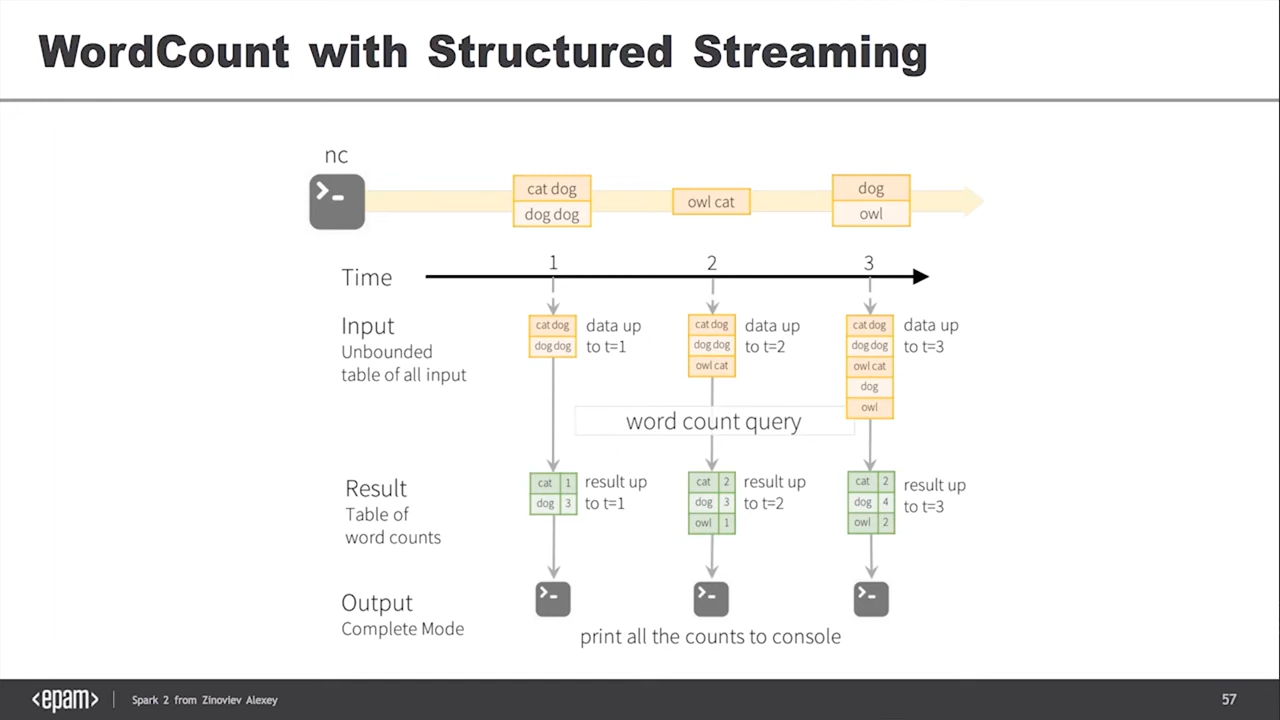 WordCount with Structured Streaming
nc
>-
cat dog
dog dog
owl cat
dog
owl
Time
1
2
3
Input
Unbounded
table of all input
cat dog
dog dog
data up
to t=1
cat dog
dog dog
owl cat
data up
to t=2
cat dog
dog dog
owl cat
dog
owl
data up
to t=3
word count query
Result
Table of
word counts
cat 1
dog 3
result up
to t=1
cat 2
dog 3
owl 1
result up
to t=2
cat 2
dog 4
owl 2
result up
to t=3
Output
Complete Mode
>-
>-
>-
print all the counts to console
<epam>
Spark 2 from Zinoviev Alexey
57